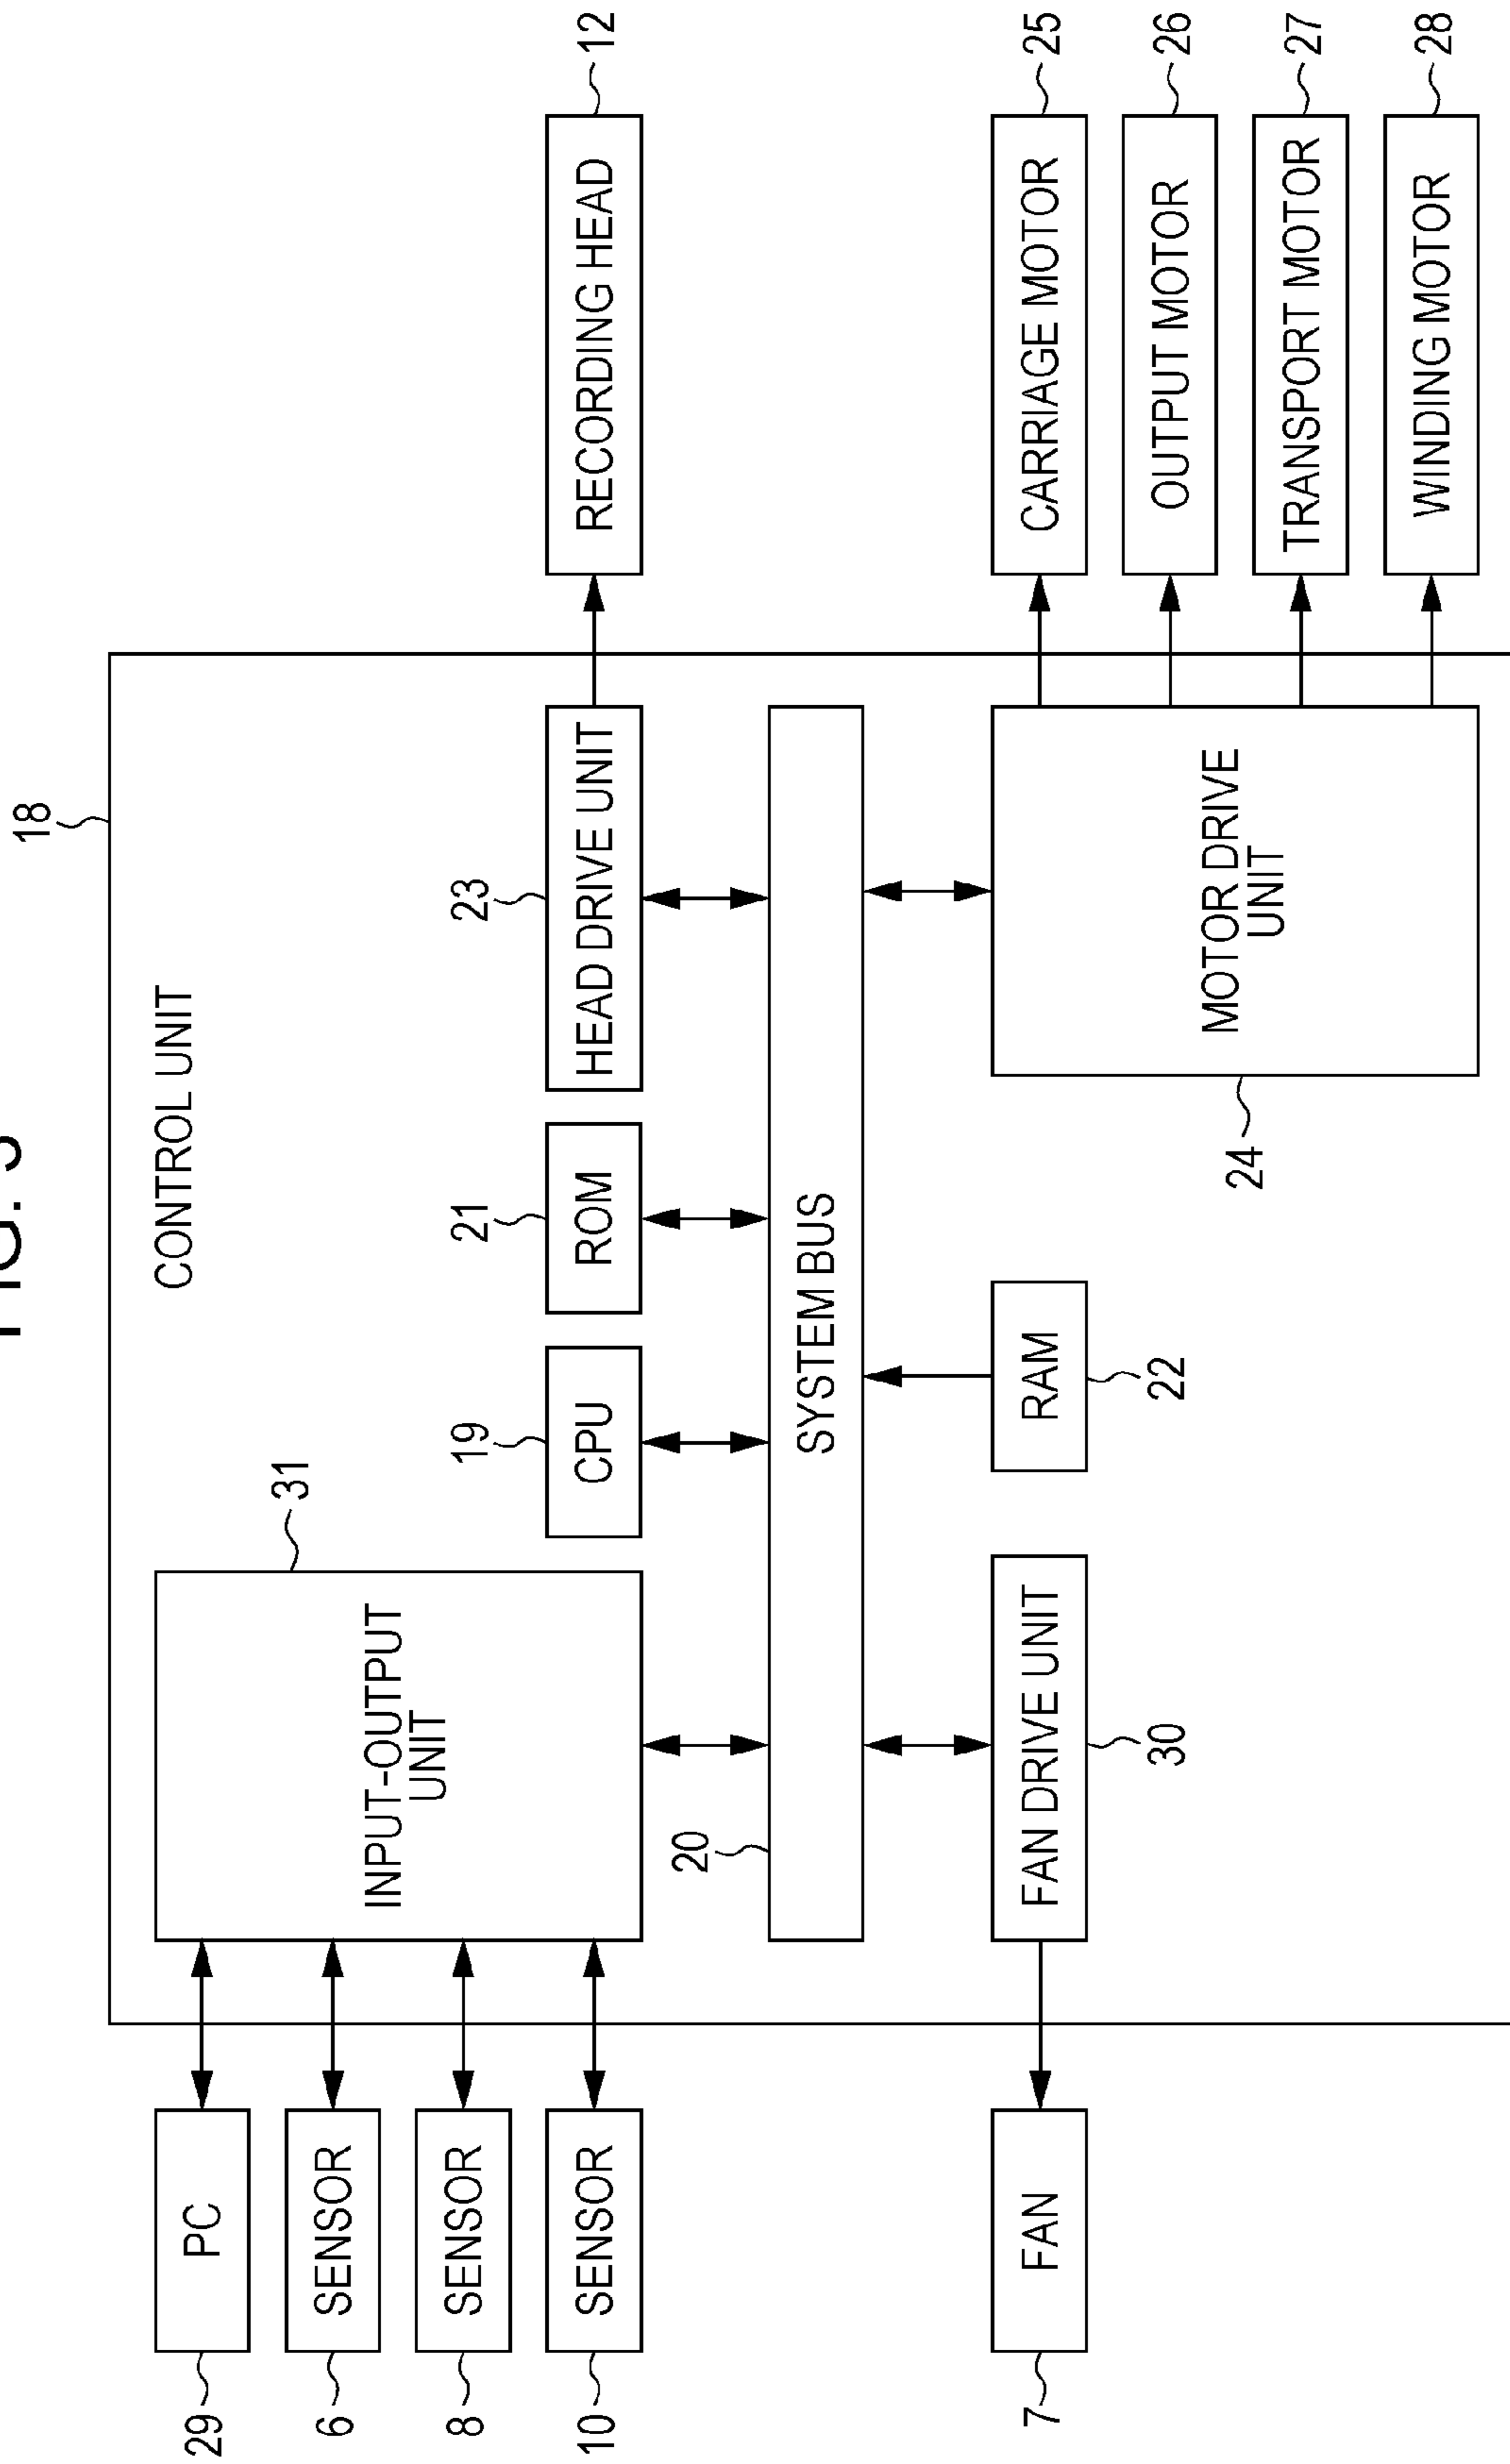 FIG.
18
CONTROL UNIT
29
PC
6
SENSOR
8
SENSOR
10
SENSOR
31
INPUT-OUTPUT
UNIT
19
CPU
21
ROM
23
HEAD DRIVE UNIT
RECORDING HEAD
12
20
SYSTEM BUS
7
FAN
FAN DRIVE UNIT
30
RAM
22
MOTOR DRIVE
UNIT
24
CARRIAGE MOTOR
25
OUTPUT MOTOR
26
TRANSPORT MOTOR
27
WINDING MOTOR
28